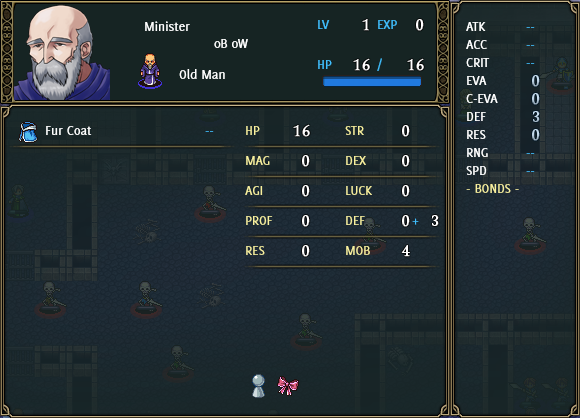 Minister
oB oW
Old Man
LV 1 EXP 0
HP 16 / 16
Fur Coat --
HP 16 STR 0
MAG 0 DEX 0
AGI 0 LUCK 0
PROF 0 DEF 0 + 3
RES 0 MOB 4
ATK --
ACC --
CRIT --
EVA 0
C-EVA 0
DEF 3
RES 0
RNG --
SPD --
- BONDS -